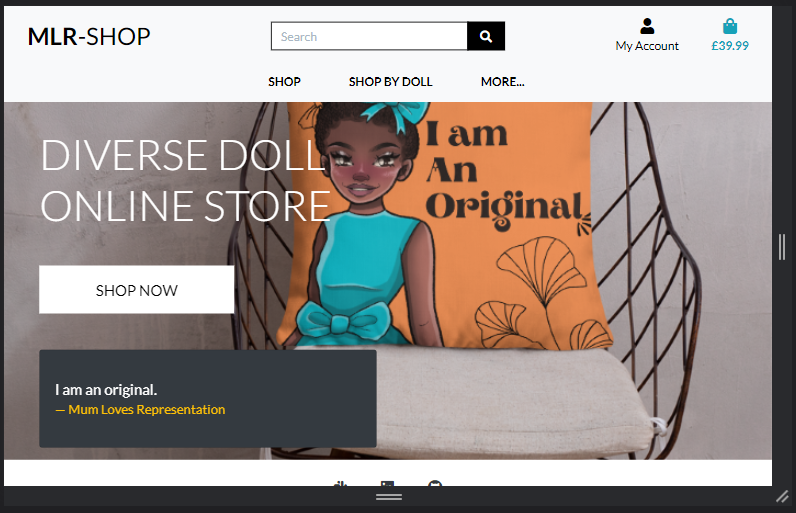 MLR-SHOP
Search
My Account
£39.99
SHOP
SHOP BY DOLL
MORE...
DIVERSE DOLL
ONLINE STORE
I am
An
Original
SHOP NOW
I am an original.
— Mum Loves Representation